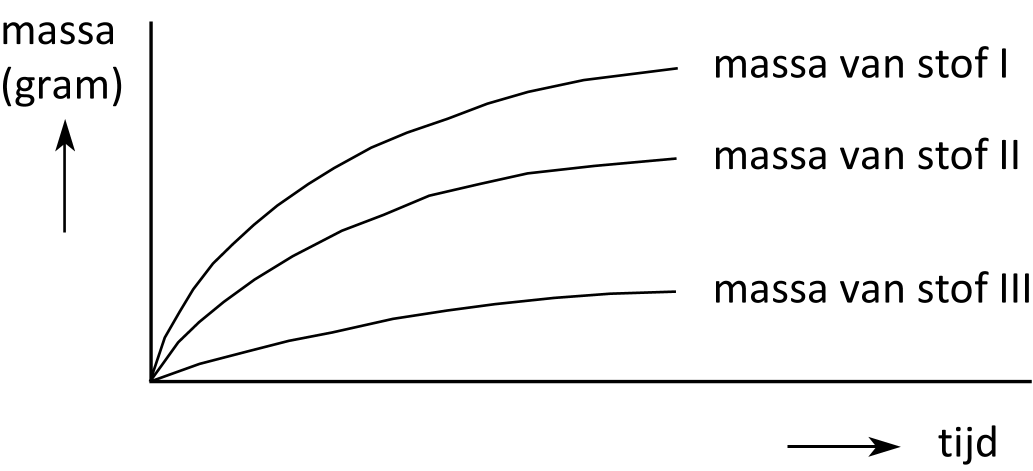 massa
(gram)
massa van stof I
massa van stof II
massa van stof III
tijd